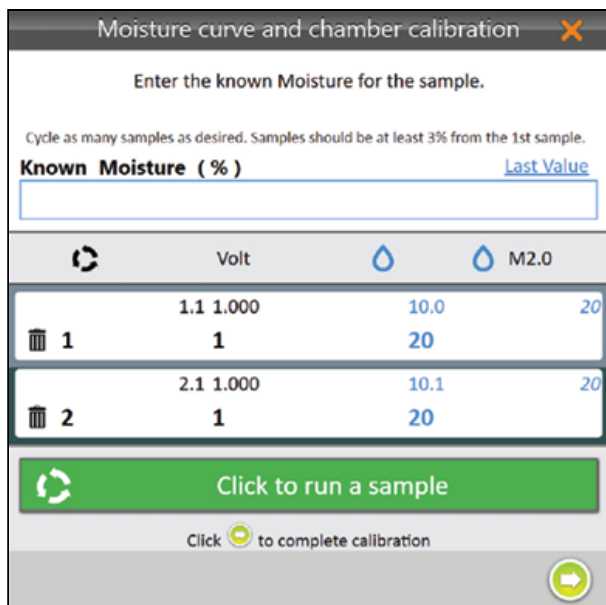 Moisture curve and chamber calibration
Enter the known Moisture for the sample.
Cycle as many samples as desired. Samples should be at least 3% from the 1st sample.
Known Moisture (%) Last Value
Volt M2.0
1.1 1.000 10.0 20
1 1 20
2.1 1.000 10.1 20
2 1 20
Click to run a sample
Click to complete calibration